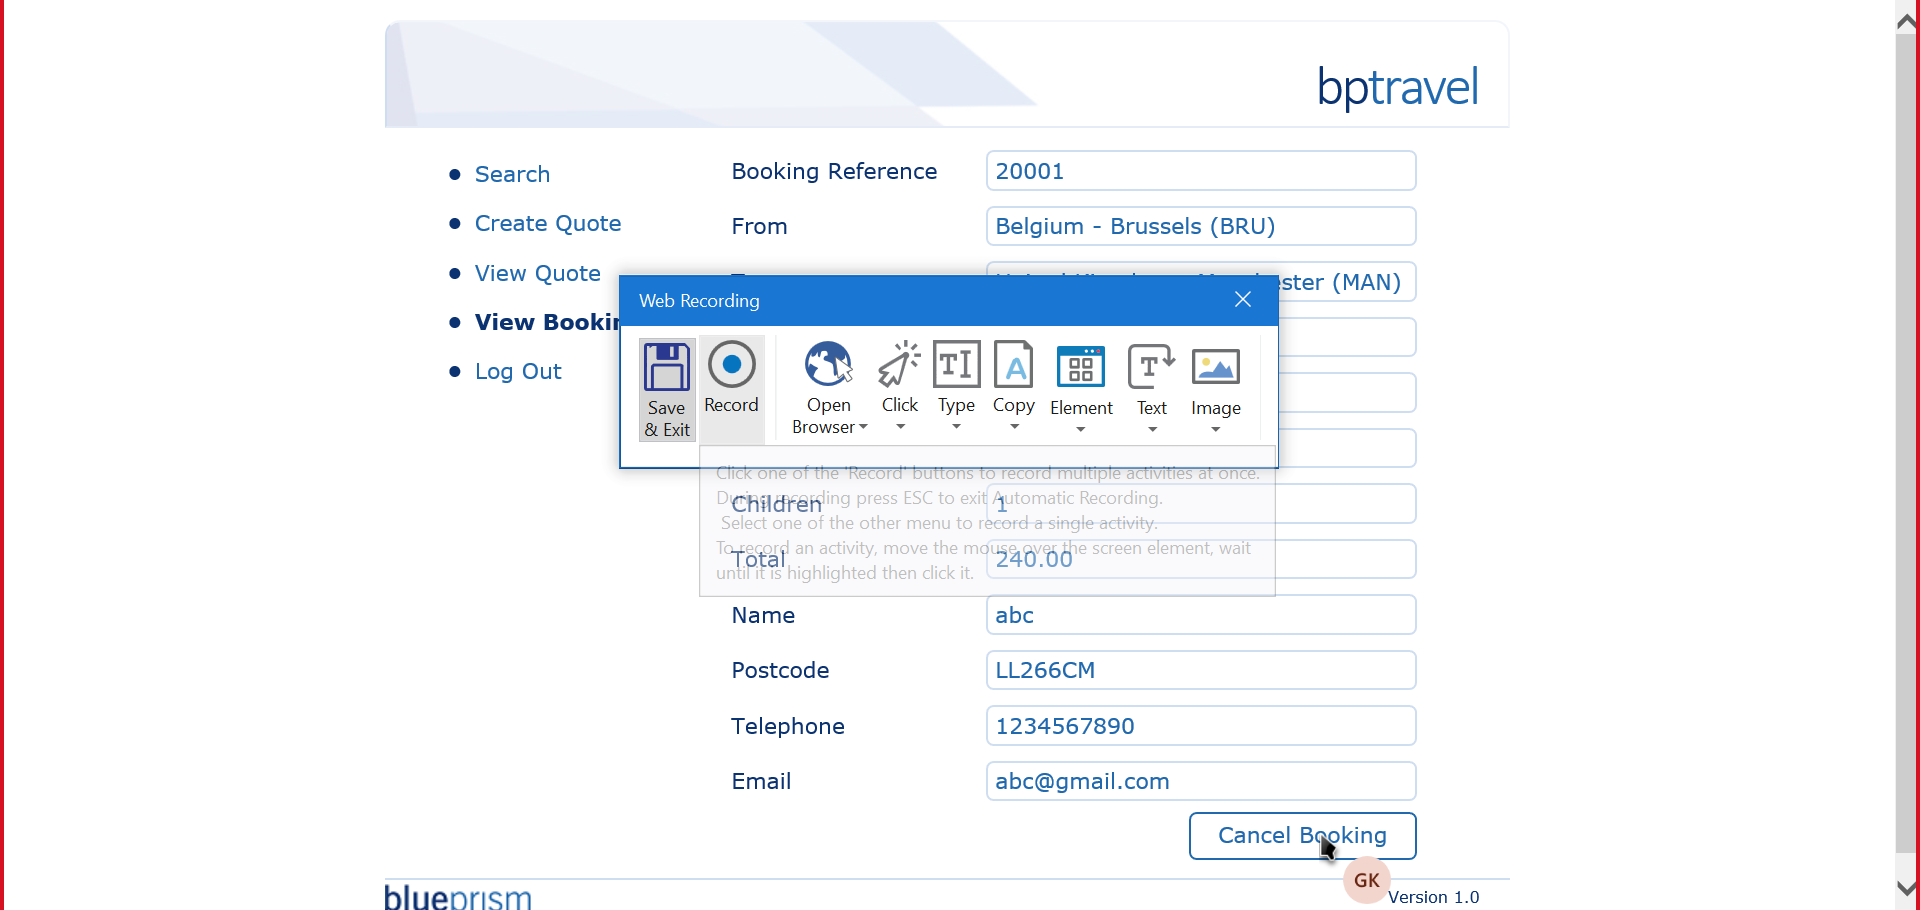 bptravel
Search
Create Quote
View Quote
View Bookin
Log Out
Booking Reference 20001
From Belgium - Brussels (BRU)
ester (MAN)
Web Recording
Save & Exit
Record
Open Browser
Click
Type
Copy
Element
Text
Image
Click one of the 'Record' buttons to record multiple activities at once.
During recording press ESC to exit Automatic Recording.
Select one of the other menu to record a single activity.
To record an activity, move the mouse over the screen element, wait
until it is highlighted then click it.
Children 1
Total 240.00
Name abc
Postcode LL266CM
Telephone 1234567890
Email abc@gmail.com
Cancel Booking
GK
blueprism
Version 1.0